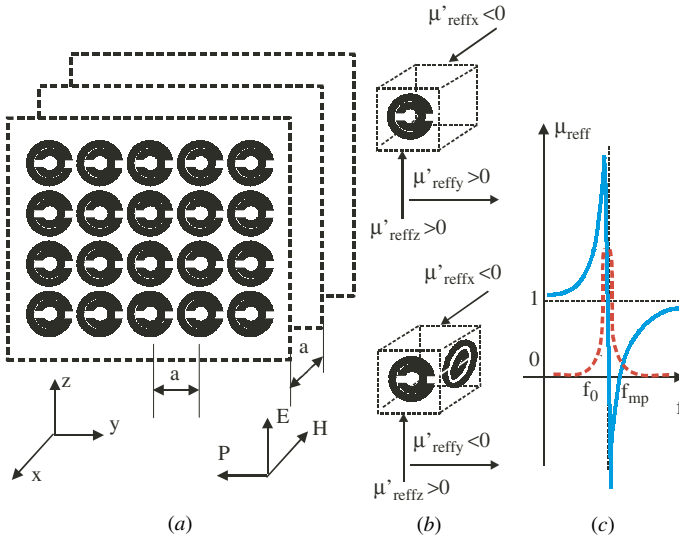 μ'reffx<0
μ'reffy>0
μ'reffz>0
μ'reffx<0
μ'reffy<0
μ'reffz>0
a
a
z
y
x
E
H
P
μreff
1
0
f0
fmp
f
(a)
(b)
(c)